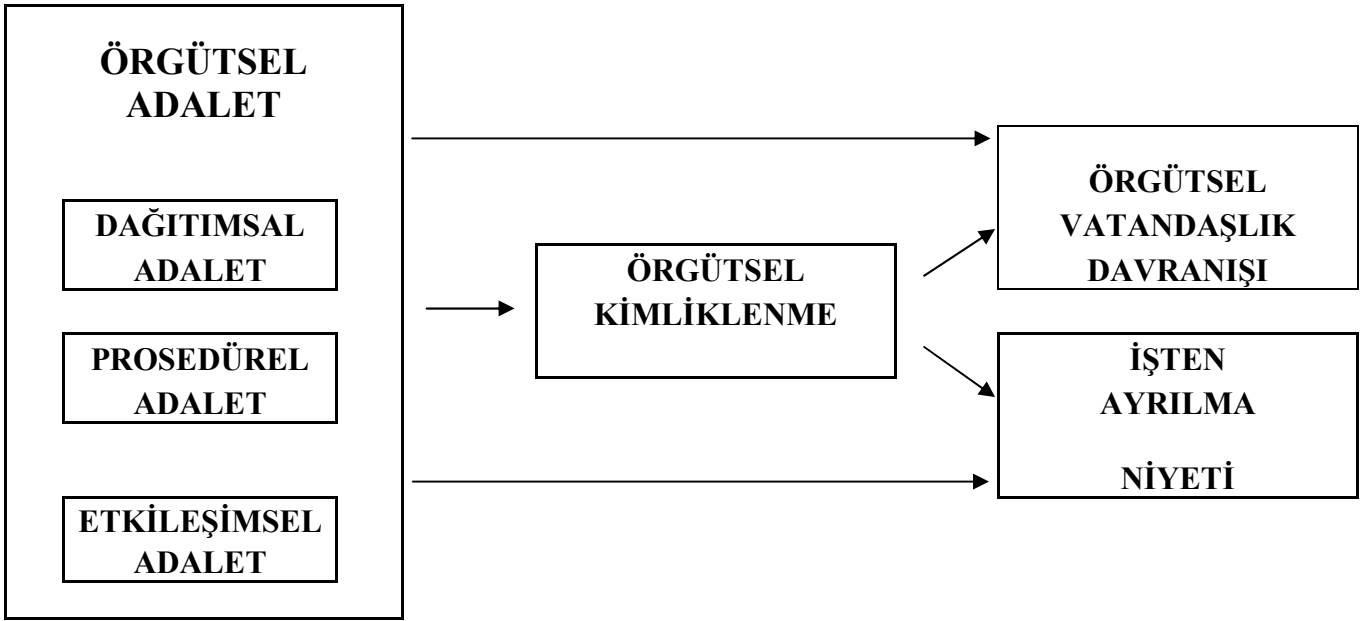 ÖRGÜTSEL
ADALET
DAĞITIMSAL
ADALET
PROSEDÜREL
ADALET
ETKİLEŞİMSEL
ADALET
ÖRGÜTSEL
KİMLİKLENME
ÖRGÜTSEL
VATANDAŞLIK
DAVRANIŞI
İŞTEN
AYRILMA
NİYETİ